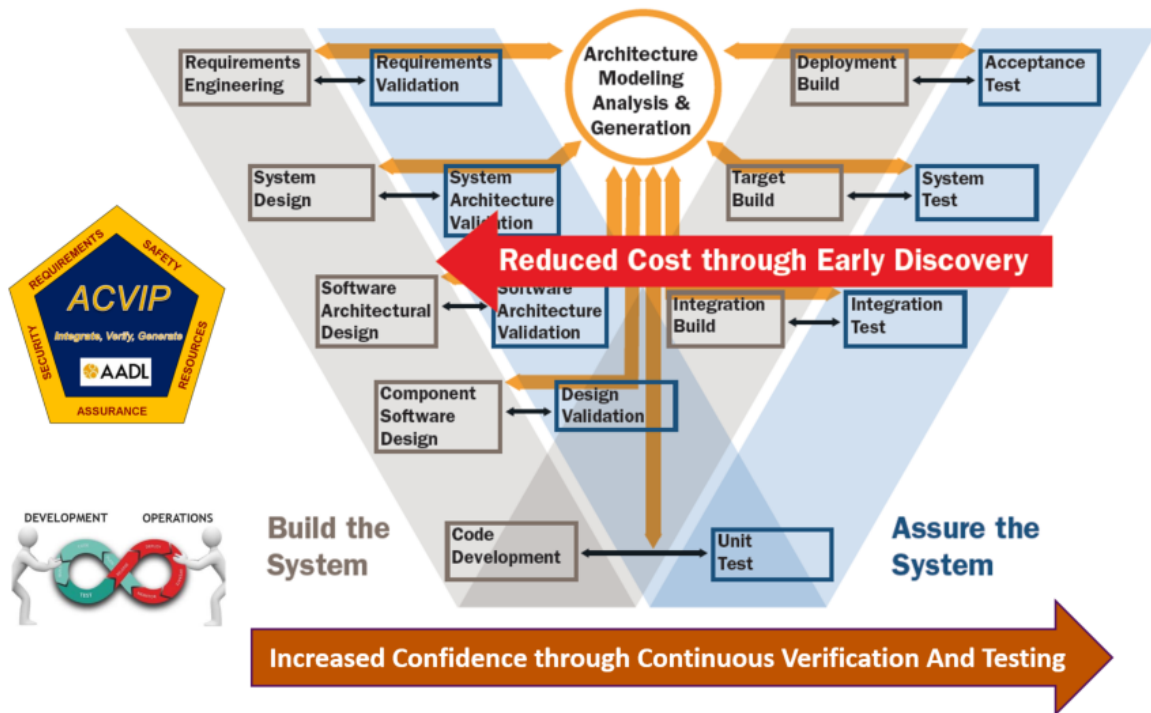 Architecture
Modeling
Analysis &
Generation
Requirements
Engineering
Requirements
Validation
Deployment
Build
Acceptance
Test
System
Design
System
Architecture
Validation
Target
Build
System
Test
Reduced Cost through Early Discovery
REQUIREMENTS
SAFETY
SECURITY
RESOURCES
ASSURANCE
ACVIP
Integrate, Verify, Generate
AADL
Software
Architectural
Design
Software
Architecture
Validation
Integration
Build
Integration
Test
Component
Software
Design
Design
Validation
DEVELOPMENT
OPERATIONS
TEST
Build the
System
Code
Development
Unit
Test
Assure the
System
Increased Confidence through Continuous Verification And Testing